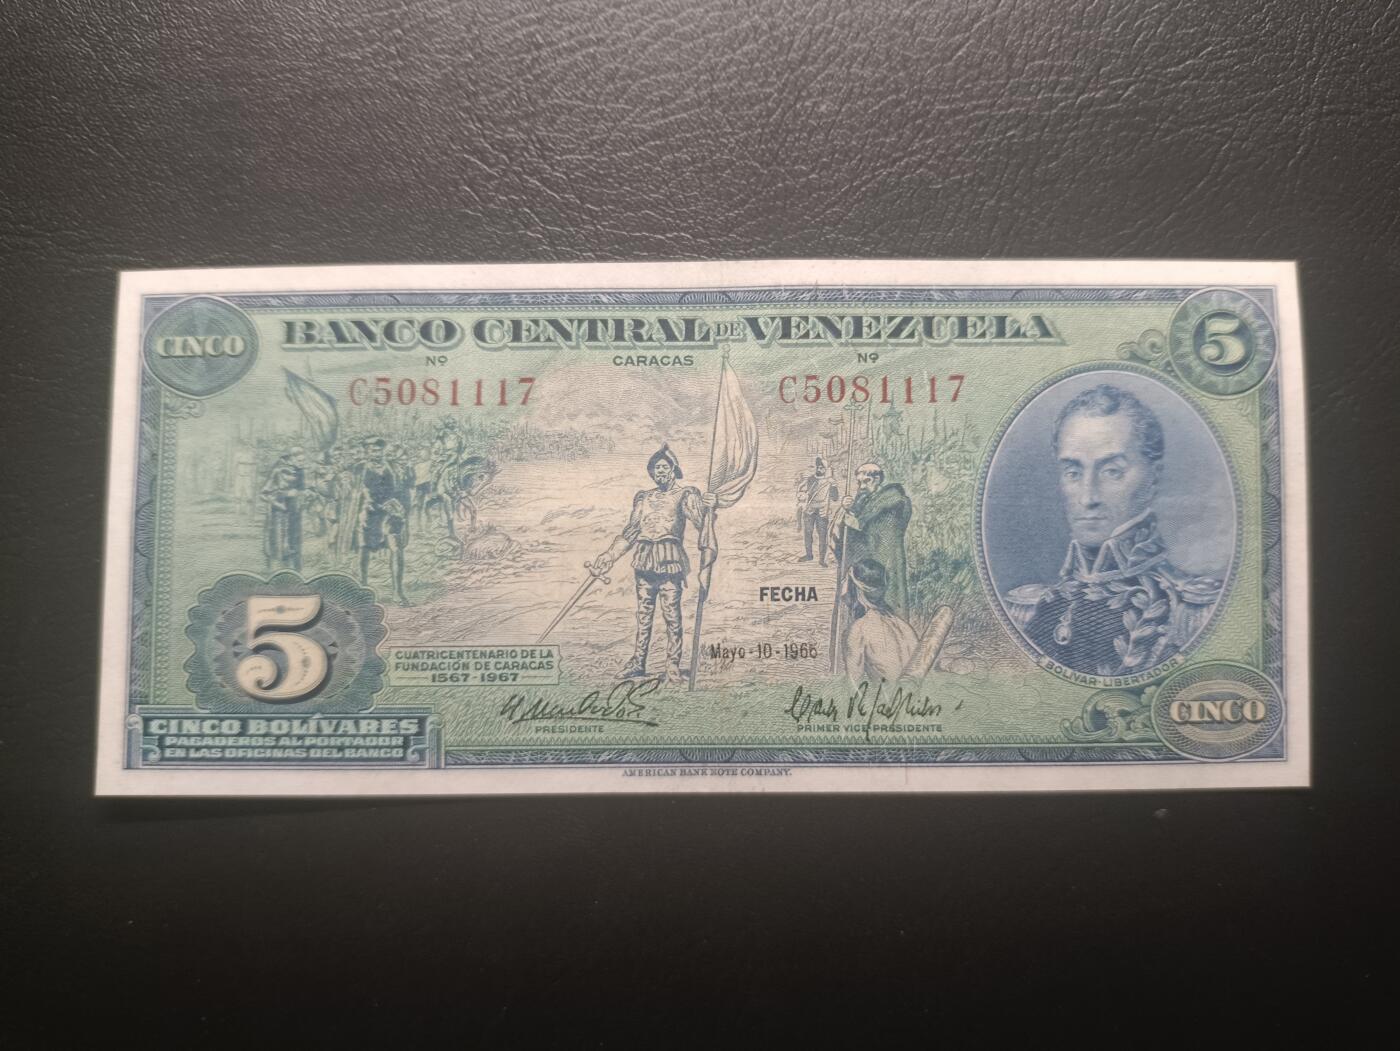 CINCO
BANCO CENTRAL DE VENEZUELA
5
Nº CARACAS Nº
C5081117 C5081117
FECHA
Mayo-10-1966
5
CUATRICENTENARIO DE LA
FUNDACIÓN DE CARACAS
1567-1967
BOLIVAR-LIBERTADOR
CINCO
PRESIDENTE
PRIMER VICE-PRESIDENTE
CINCO BOLÍVARES
PAGADEROS AL PORTADOR
EN LAS OFICINAS DEL BANCO
AMERICAN BANK NOTE COMPANY.